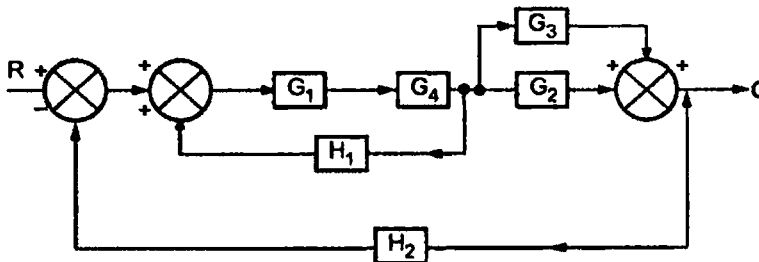 G3
R + + + + G1 G4 G2 C
− +
H1
H2